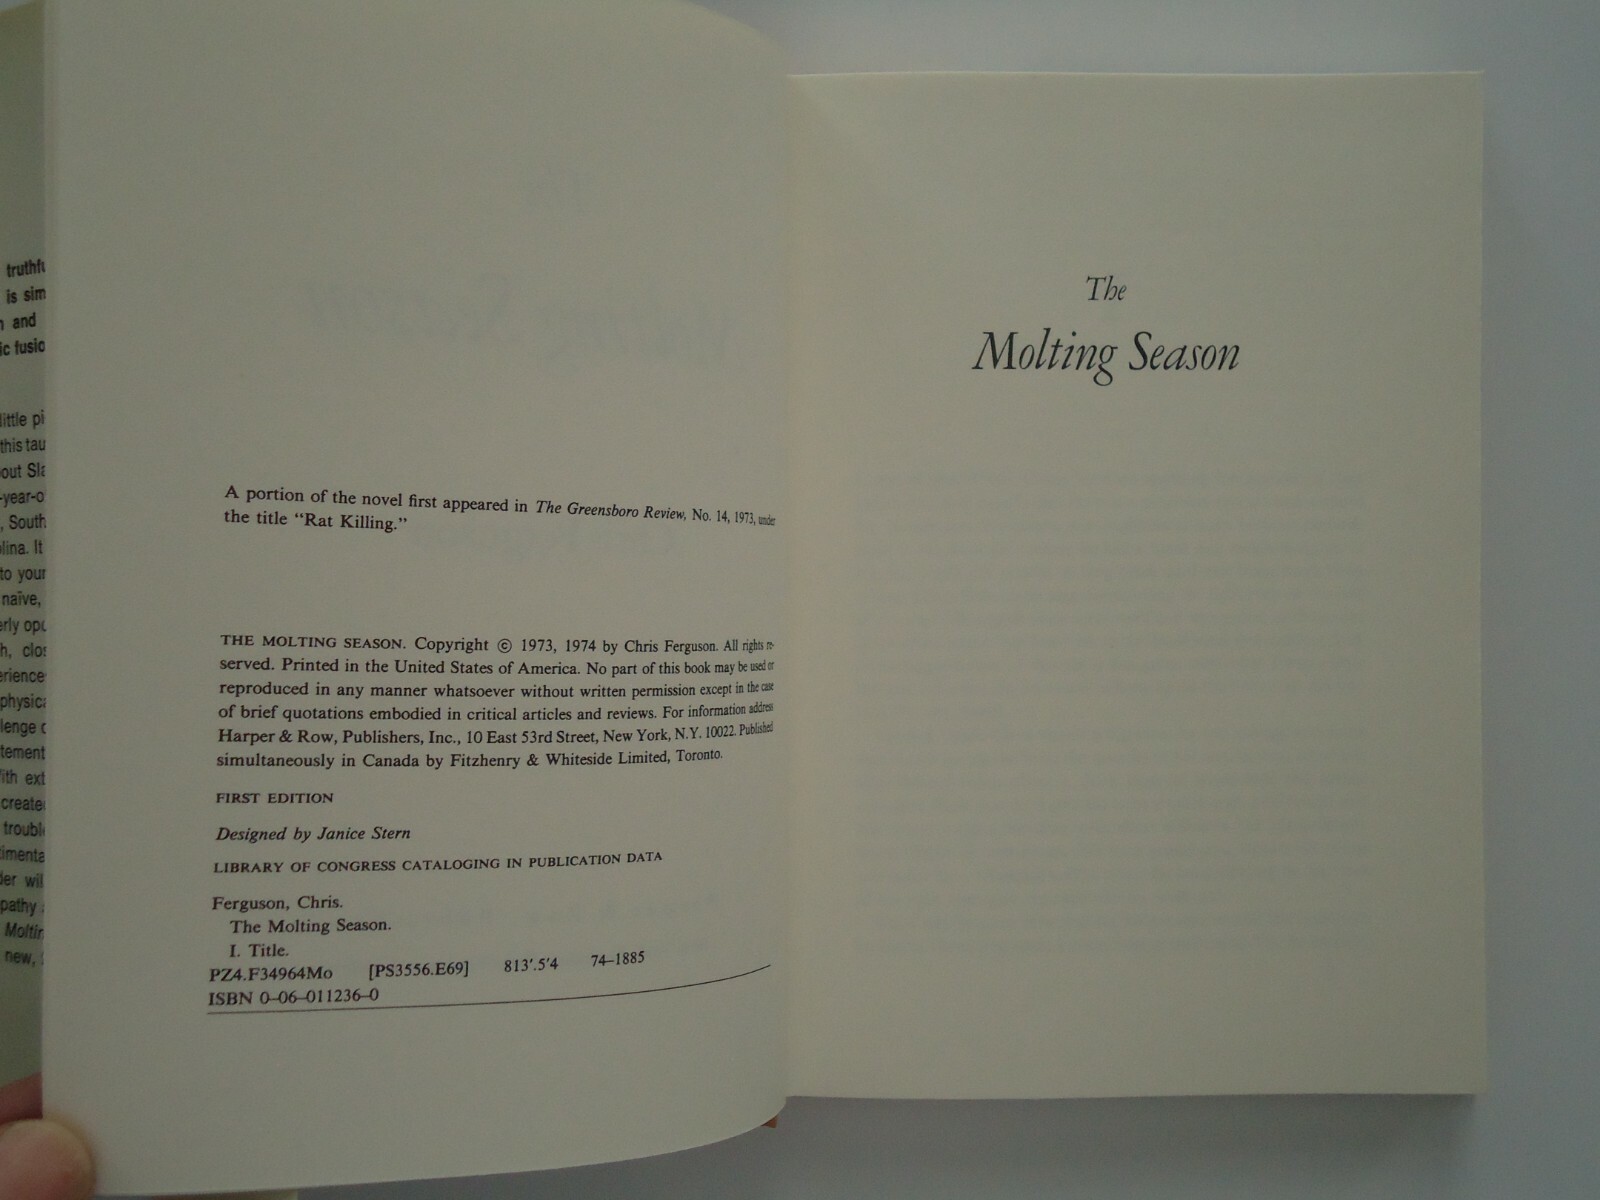 truthfu
is sim
and
ic fusio
little pi
this tau
out Sla
-year-o
, South
lina. It
to your
naïve,
erly opu
h, clos
erience
physica
lenge o
tement
ith ext
create
trouble
imenta
der wil
pathy
Moltin
new,
A portion of the novel first appeared in The Greensboro Review, No. 14, 1973, under
the title “Rat Killing.”
THE MOLTING SEASON. Copyright © 1973, 1974 by Chris Ferguson. All rights re-
served. Printed in the United States of America. No part of this book may be used or
reproduced in any manner whatsoever without written permission except in the case
of brief quotations embodied in critical articles and reviews. For information address
Harper & Row, Publishers, Inc., 10 East 53rd Street, New York, N.Y. 10022. Published
simultaneously in Canada by Fitzhenry & Whiteside Limited, Toronto.
FIRST EDITION
Designed by Janice Stern
LIBRARY OF CONGRESS CATALOGING IN PUBLICATION DATA
Ferguson, Chris.
The Molting Season.
I. Title.
PZ4.F34964Mo [PS3556.E69] 813'.5'4 74–1885
ISBN 0–06–011236–0
The
Molting Season